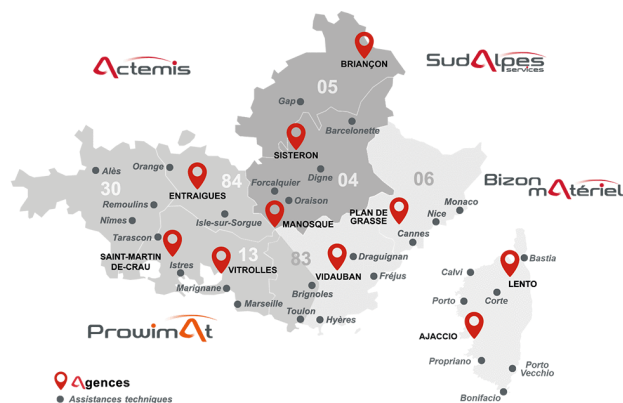 Actemis
SudAlpes
services
BRIANÇON
05
Gap
Barcelonette
SISTERON
Alès
Orange
30
84
ENTRAIGUES
Digne
04
06
Forcalquier
Oraison
Remoulins
Isle-sur-Sorgue
MANOSQUE
PLAN DE
GRASSE
Monaco
Nice
Bizon
mAtériel
Nîmes
Tarascon
Cannes
SAINT-MARTIN
DE-CRAU
13
VITROLLES
83
VIDAUBAN
Draguignan
Istres
Fréjus
Marignane
Brignoles
Marseille
Toulon
Hyères
Bastia
Calvi
LENTO
Porto
Corte
AJACCIO
Propriano
Porto
Vecchio
Bonifacio
ProwimAt
Agences
Assistances techniques